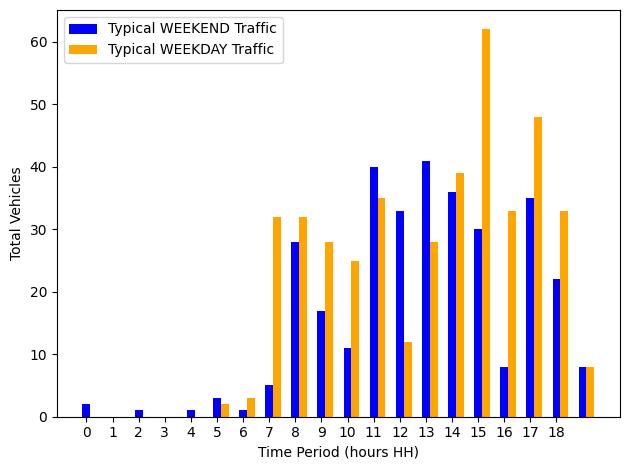 Typical WEEKEND Traffic
Typical WEEKDAY Traffic
Total Vehicles
60
50
40
30
20
10
0
0 1 2 3 4 5 6 7 8 9 10 11 12 13 14 15 16 17 18
Time Period (hours HH)